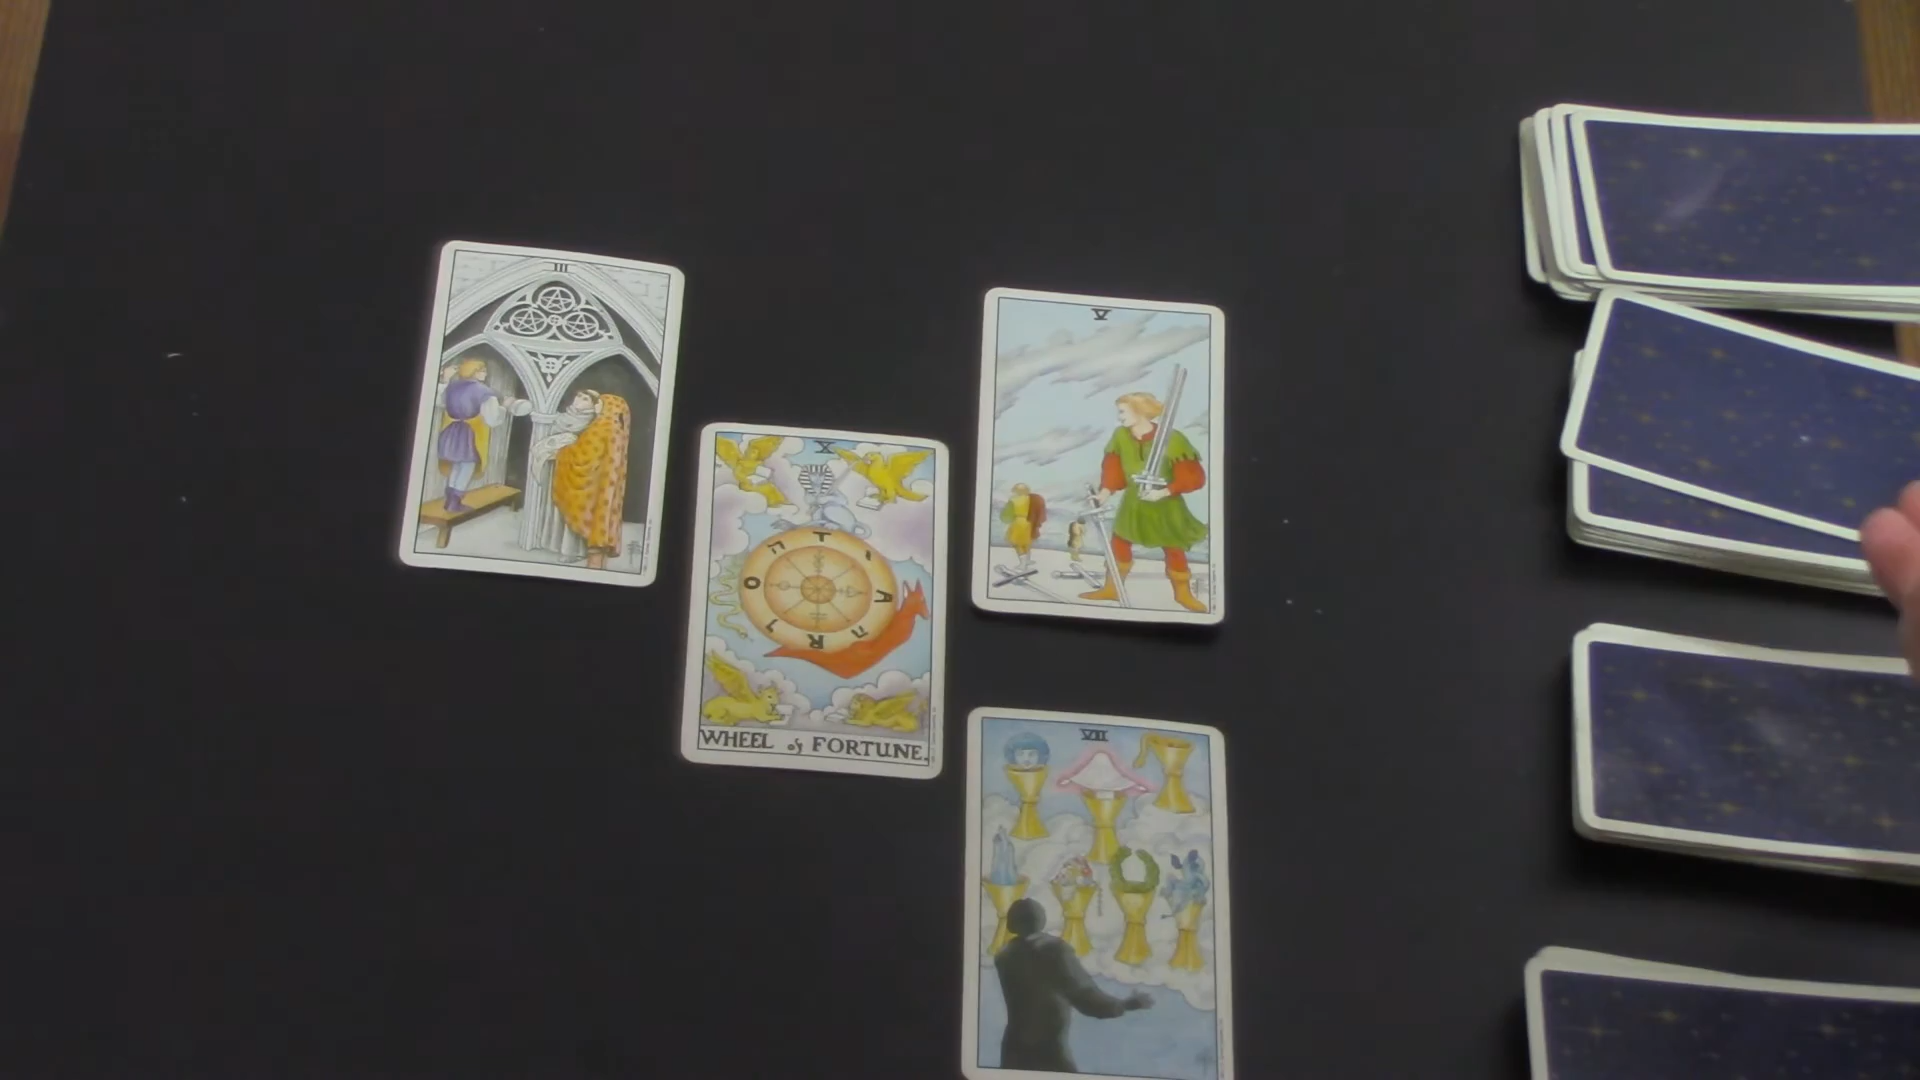 III
V
X
T
A
R
O
י
ה
ו
ה
WHEEL of FORTUNE.
VII